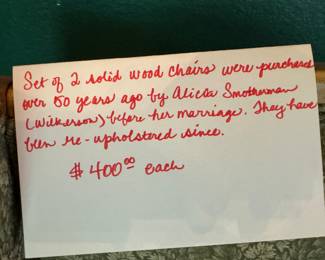 Set of 2 solid wood chairs were purchased
over 50 years ago by Alicia Smotherman
(Wilkerson) before her marriage. They have
been re-upholstered since.
$400.00 each